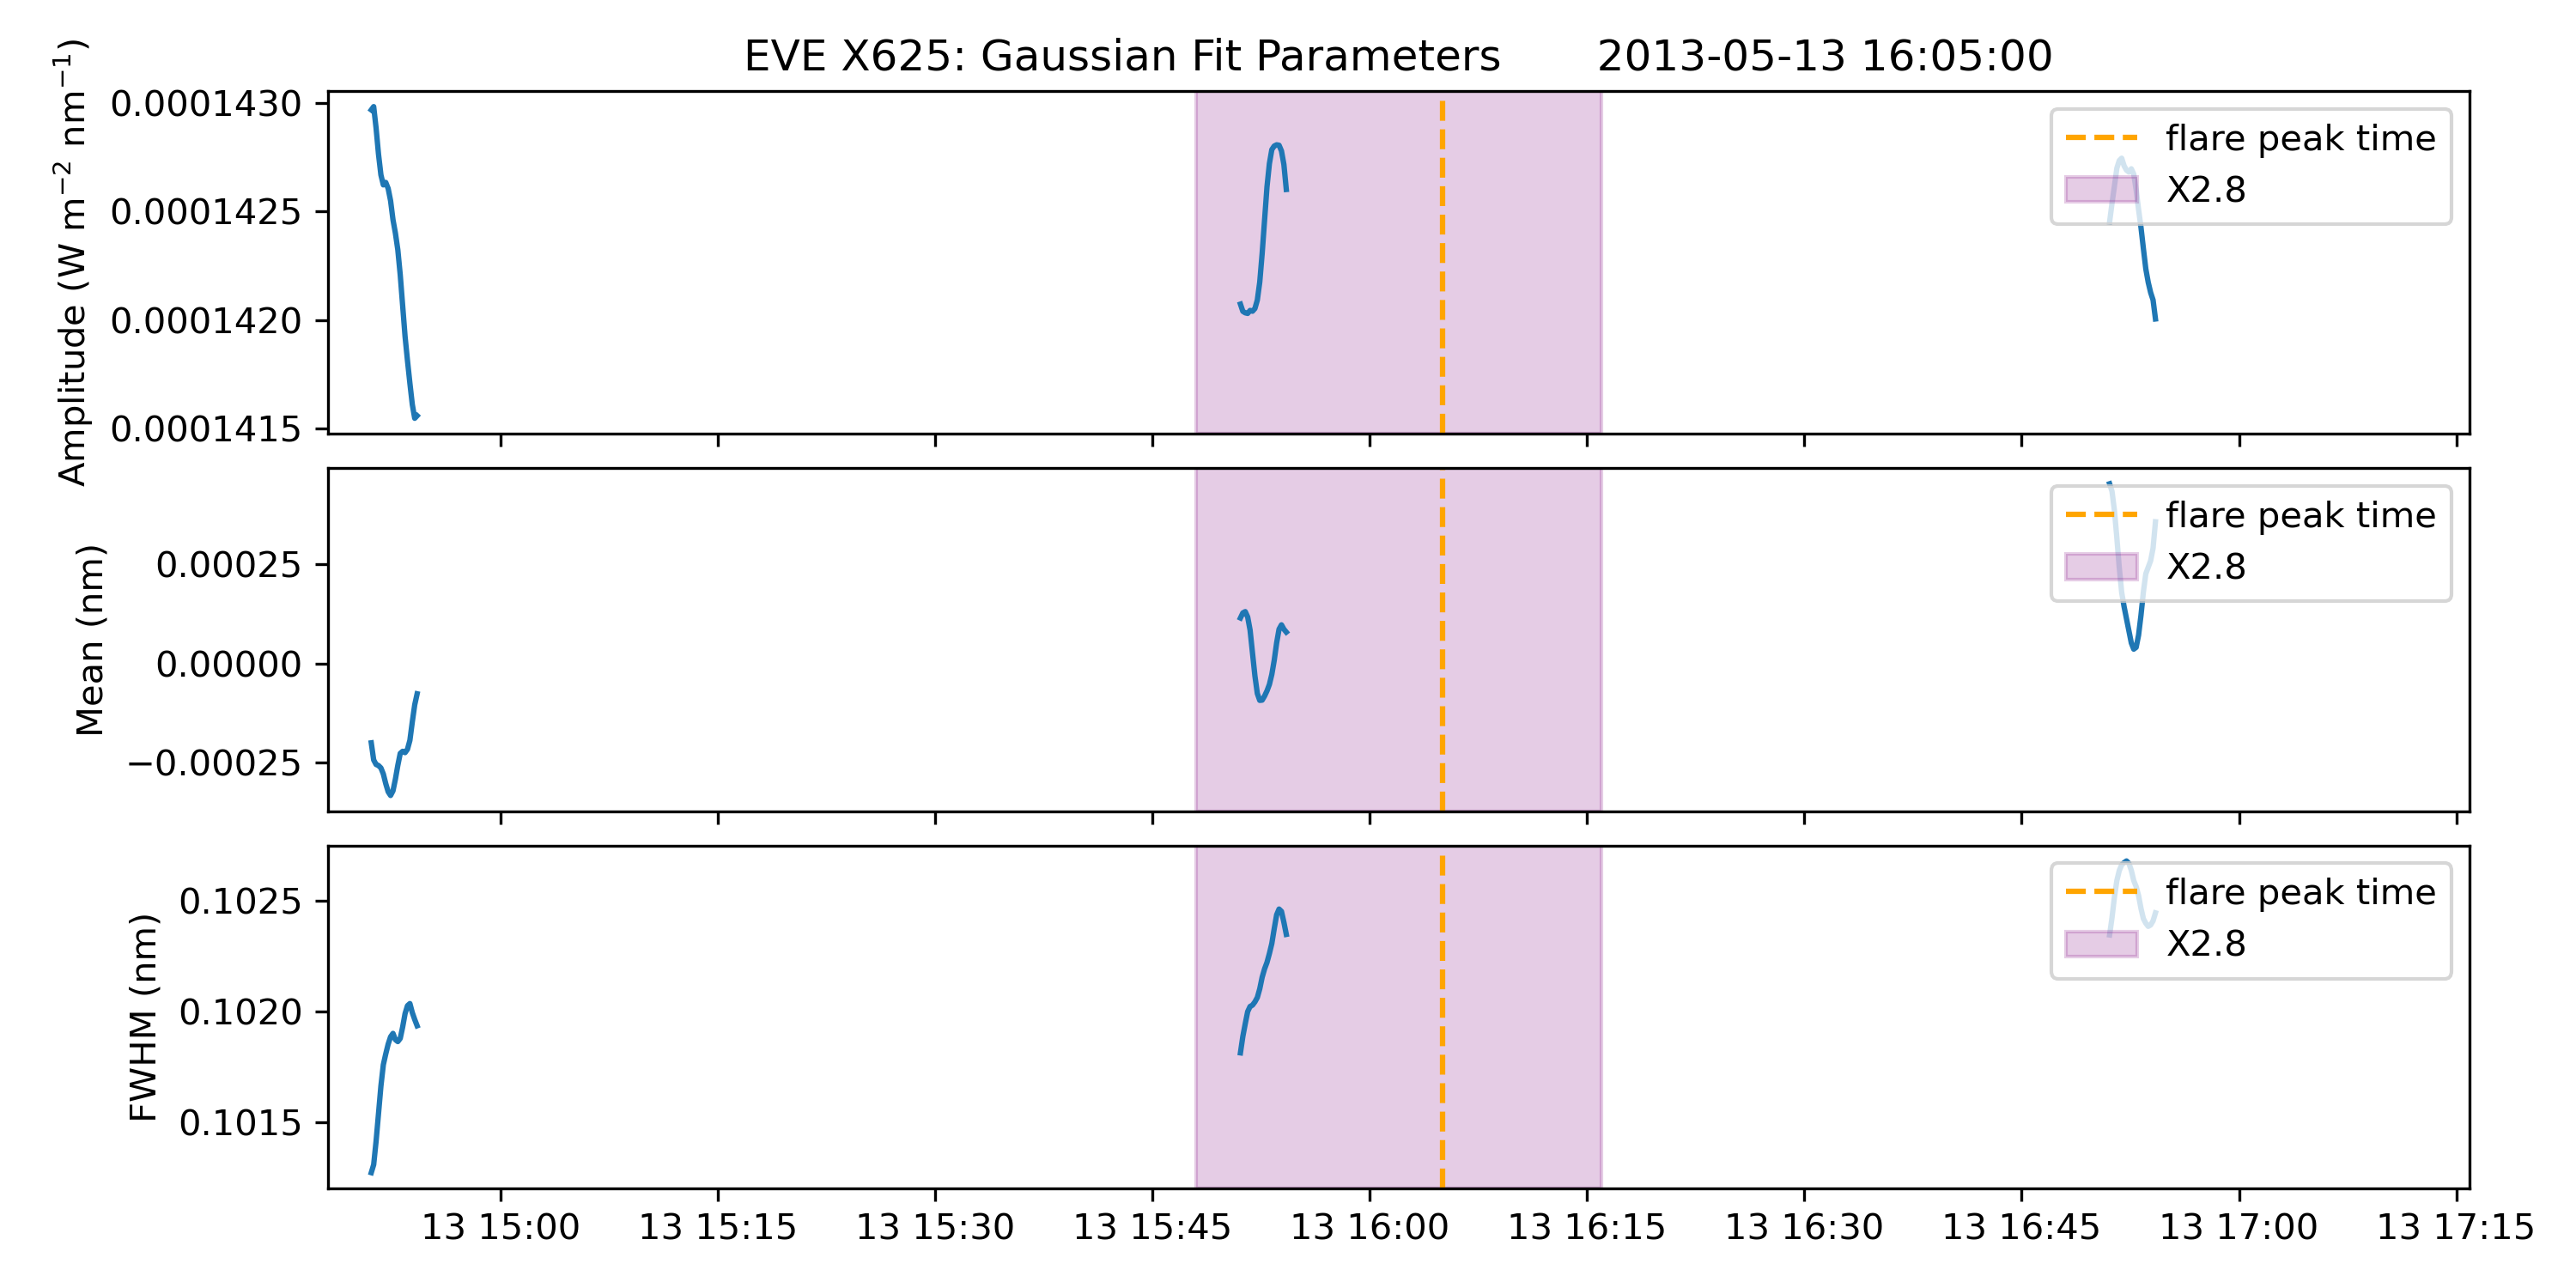 EVE X625: Gaussian Fit Parameters 2013-05-13 16:05:00
Amplitude (W m⁻² nm⁻¹)
0.0001430
0.0001425
0.0001420
0.0001415
flare peak time
X2.8
Mean (nm)
0.00025
0.00000
−0.00025
flare peak time
X2.8
FWHM (nm)
0.1025
0.1020
0.1015
flare peak time
X2.8
13 15:00 13 15:15 13 15:30 13 15:45 13 16:00 13 16:15 13 16:30 13 16:45 13 17:00 13 17:15